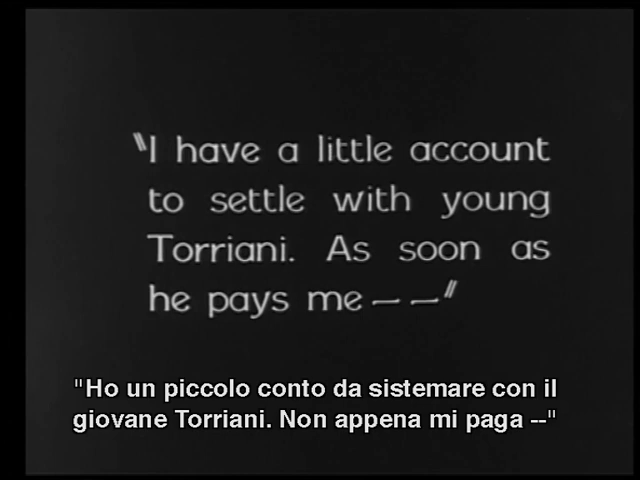 "I have a little account
to settle with young
Torriani. As soon as
he pays me — —"
"Ho un piccolo conto da sistemare con il
giovane Torriani. Non appena mi paga --"